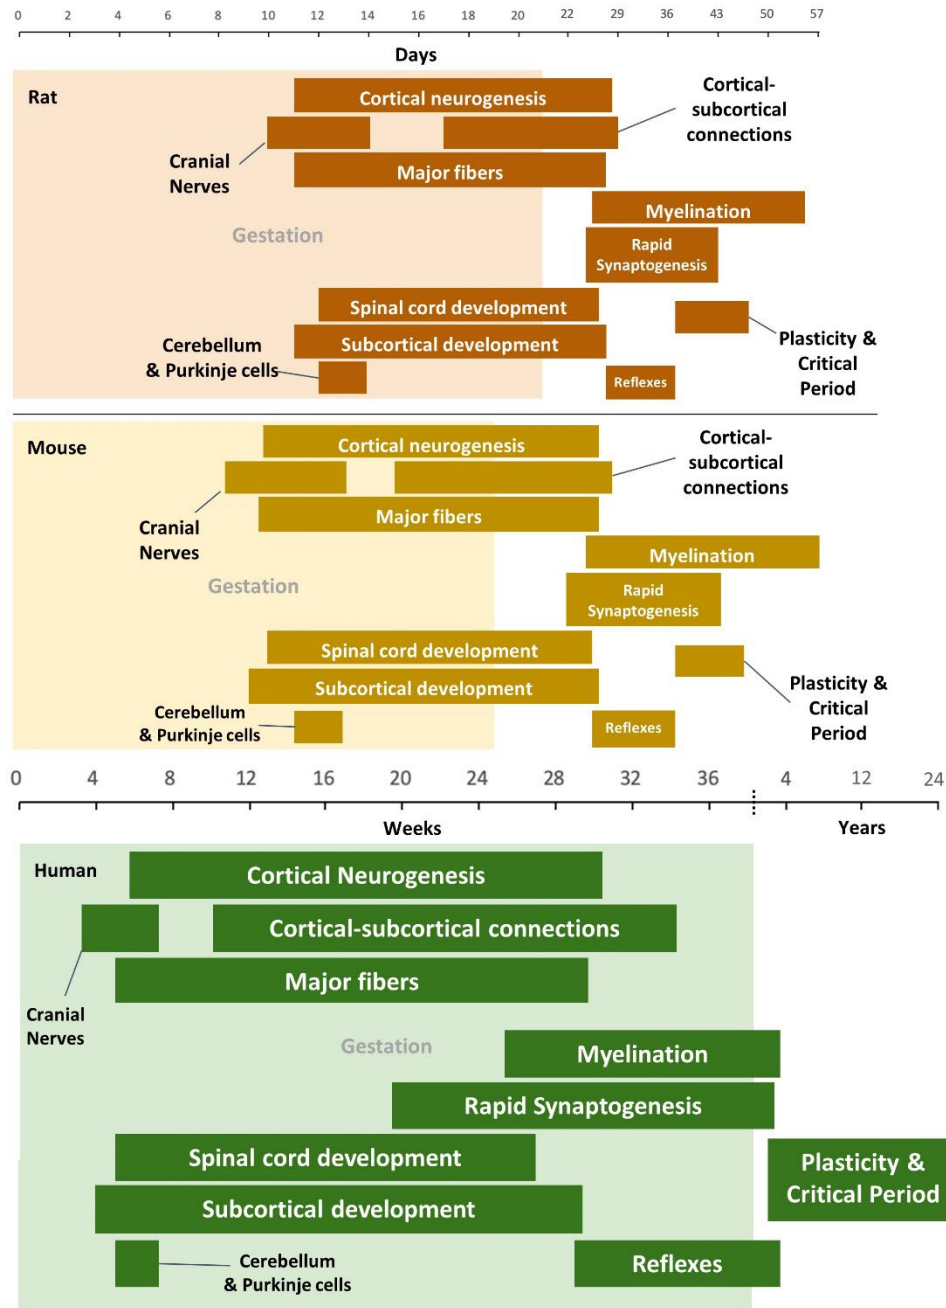 0 2 4 6 8 10 12 14 16 18 20 22 29 36 43 50 57
Days
Rat
Cortical neurogenesis
Cortical-
subcortical
connections
Cranial
Nerves
Major fibers
Myelination
Gestation
Rapid
Synaptogenesis
Spinal cord development
Plasticity &
Critical
Period
Cerebellum
& Purkinje cells
Subcortical development
Reflexes
Mouse
Cortical neurogenesis
Cortical-
subcortical
connections
Cranial
Nerves
Major fibers
Myelination
Gestation
Rapid
Synaptogenesis
Spinal cord development
Plasticity &
Critical
Period
Subcortical development
Cerebellum
& Purkinje cells
Reflexes
0 4 8 12 16 20 24 28 32 36 4 12 24
Weeks
Years
Human
Cortical Neurogenesis
Cortical-subcortical connections
Cranial
Nerves
Major fibers
Gestation
Myelination
Rapid Synaptogenesis
Spinal cord development
Plasticity &
Critical Period
Subcortical development
Cerebellum
& Purkinje cells
Reflexes